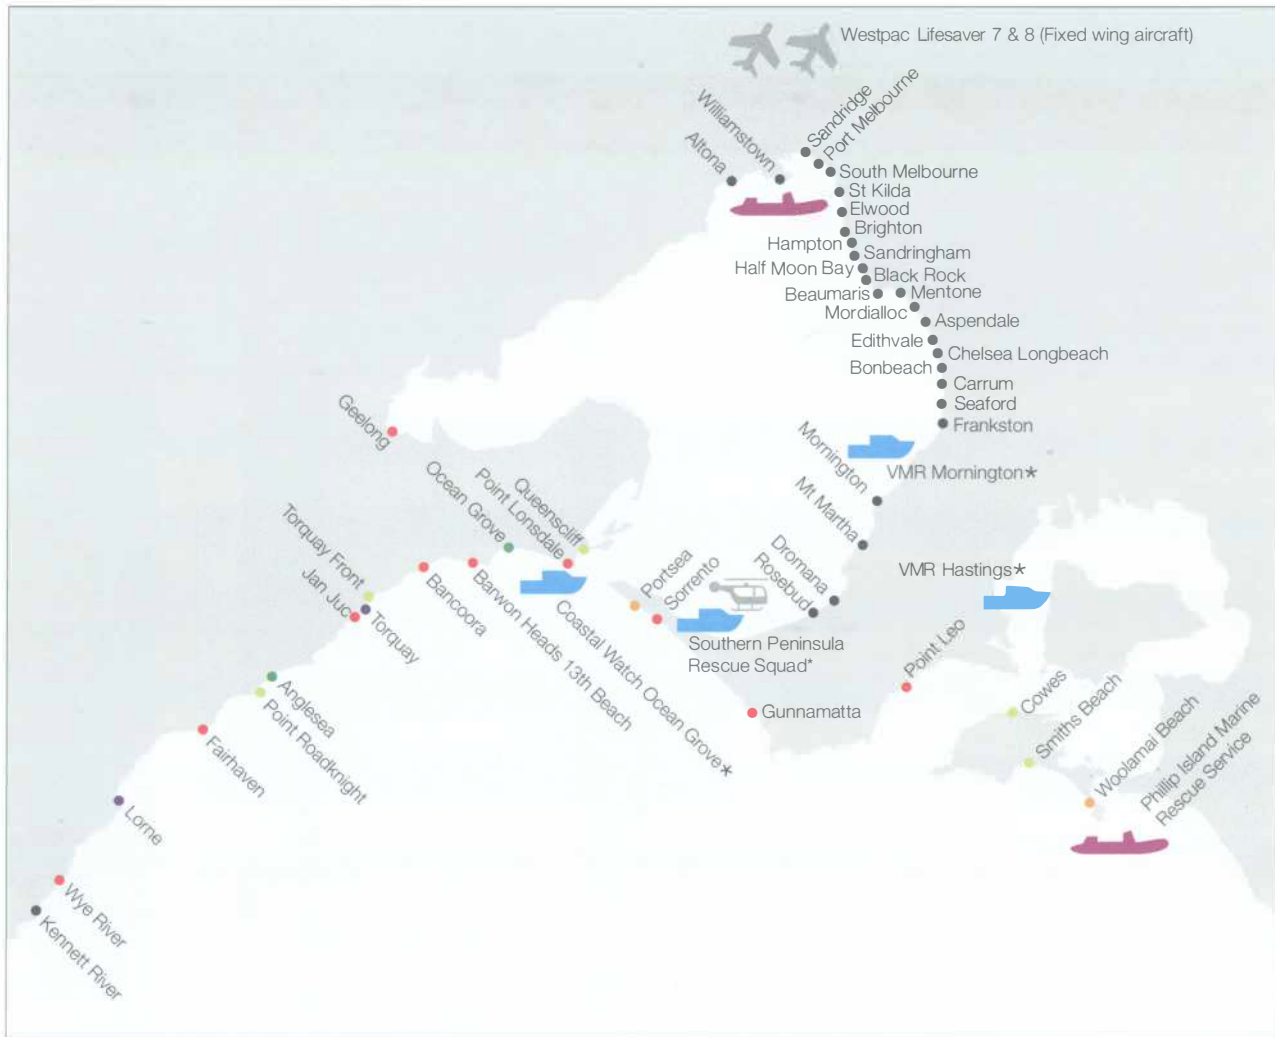 Westpac Lifesaver 7 & 8 (Fixed wing aircraft)
Sandridge
Port Melbourne
Williamstown
Altona
South Melbourne
St Kilda
Elwood
Brighton
Hampton
Sandringham
Half Moon Bay
Black Rock
Beaumaris
Mentone
Mordialloc
Aspendale
Edithvale
Chelsea Longbeach
Bonbeach
Carrum
Seaford
Frankston
Geelong
Mornington
VMR Mornington*
Mt Martha
Ocean Grove
Point Lonsdale
Queenscliff
Torquay Front
Jan Juc
Torquay
Bancoora
Barwon Heads 13th Beach
Coastal Watch Ocean Grove*
Portsea
Sorrento
Dromana
Rosebud
VMR Hastings*
Southern Peninsula
Rescue Squad*
Point Leo
Gunnamatta
Cowes
Smiths Beach
Woolamai Beach
Phillip Island Marine
Rescue Service
Anglesea
Point Roadknight
Fairhaven
Lorne
Wye River
Kennett River